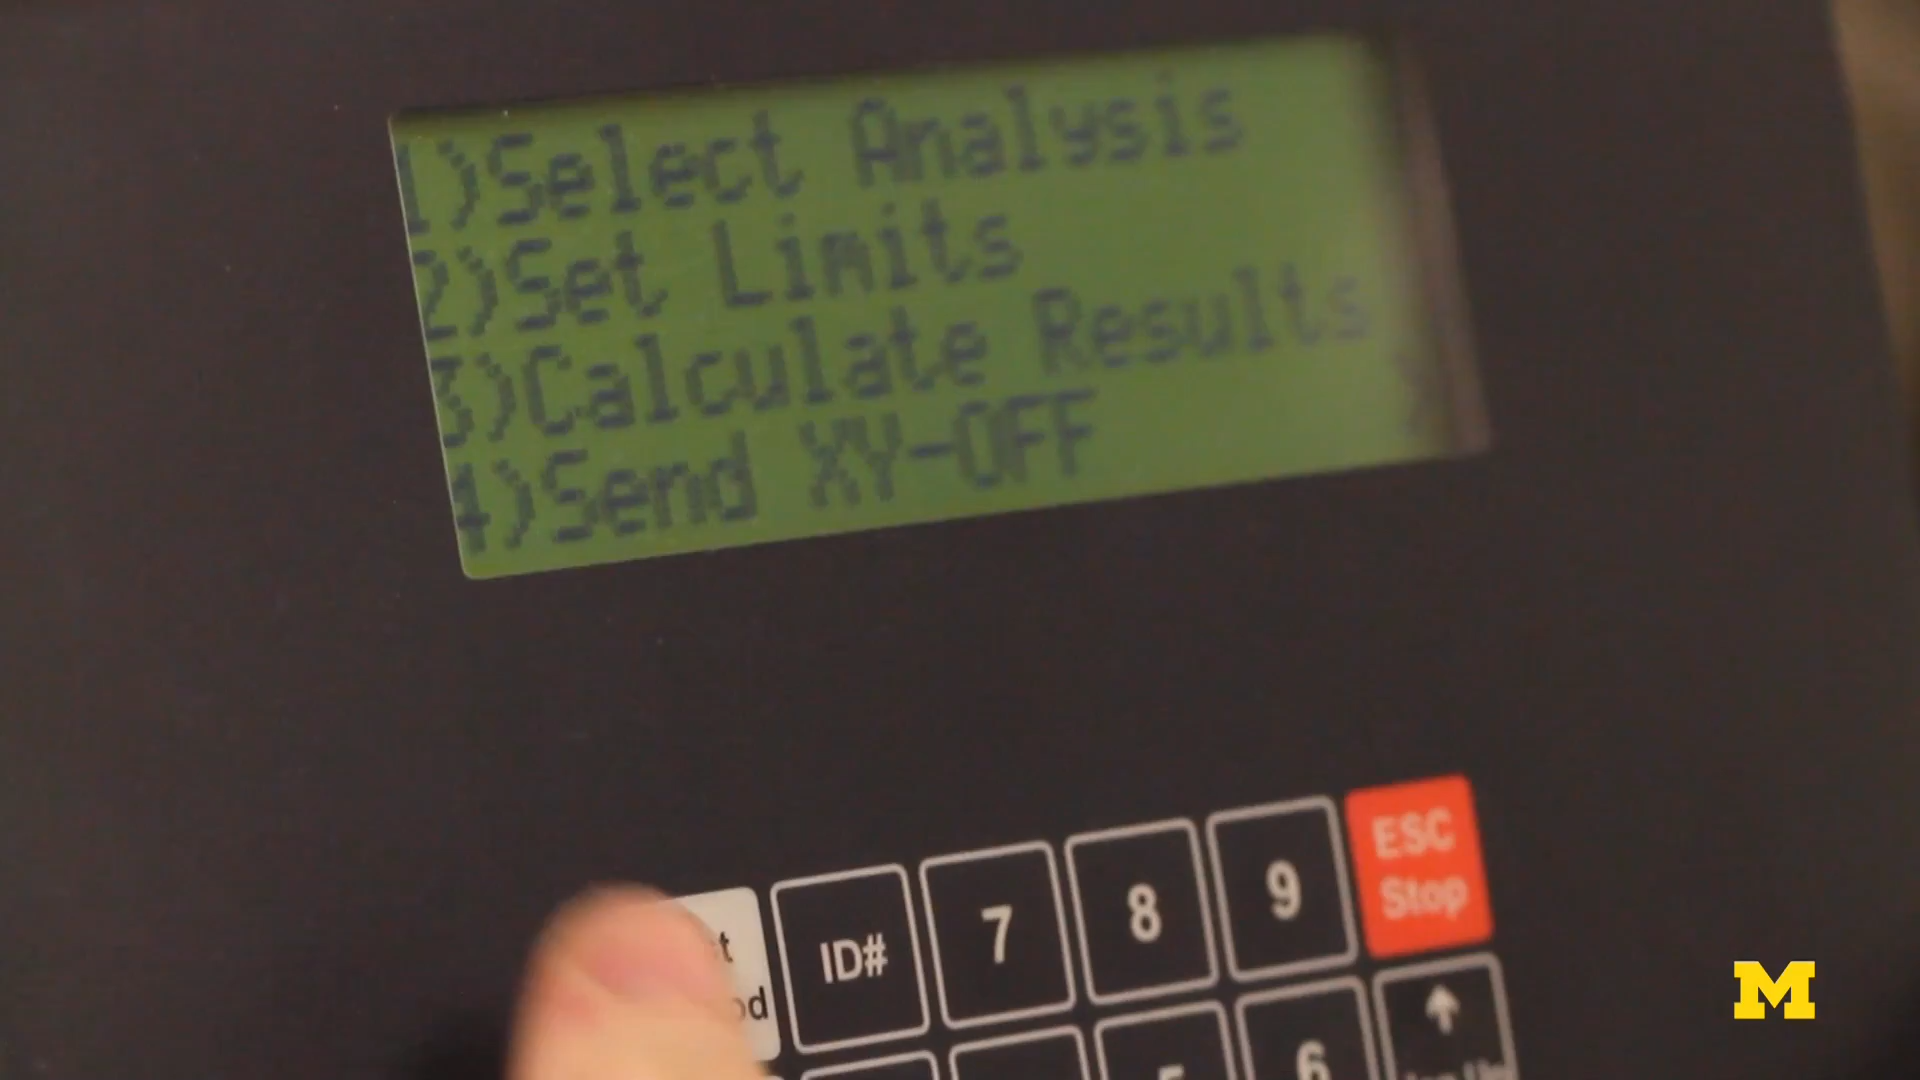 1)Select Analysis
2)Set Limits
3)Calculate Results
4)Send XY-OFF
ID#
7
8
9
ESC
Stop
6
M